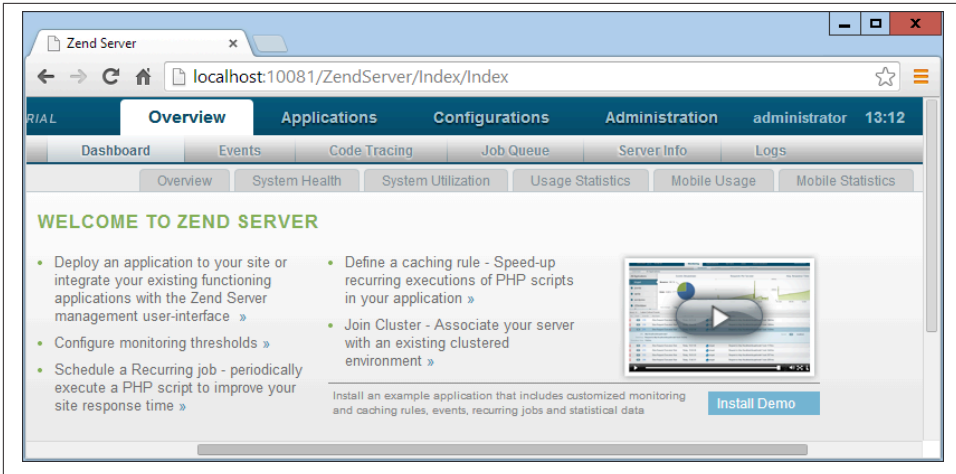 Zend Server ×
localhost:10081/ZendServer/Index/Index
RIAL Overview Applications Configurations Administration administrator 13:12
Dashboard Events Code Tracing Job Queue Server Info Logs
Overview System Health System Utilization Usage Statistics Mobile Usage Mobile Statistics
WELCOME TO ZEND SERVER
• Deploy an application to your site or
integrate your existing functioning
applications with the Zend Server
management user-interface »
• Configure monitoring thresholds »
• Schedule a Recurring job - periodically
execute a PHP script to improve your
site response time »
• Define a caching rule - Speed-up
recurring executions of PHP scripts
in your application »
• Join Cluster - Associate your server
with an existing clustered
environment »
Install an example application that includes customized monitoring
and caching rules, events, recurring jobs and statistical data
Install Demo